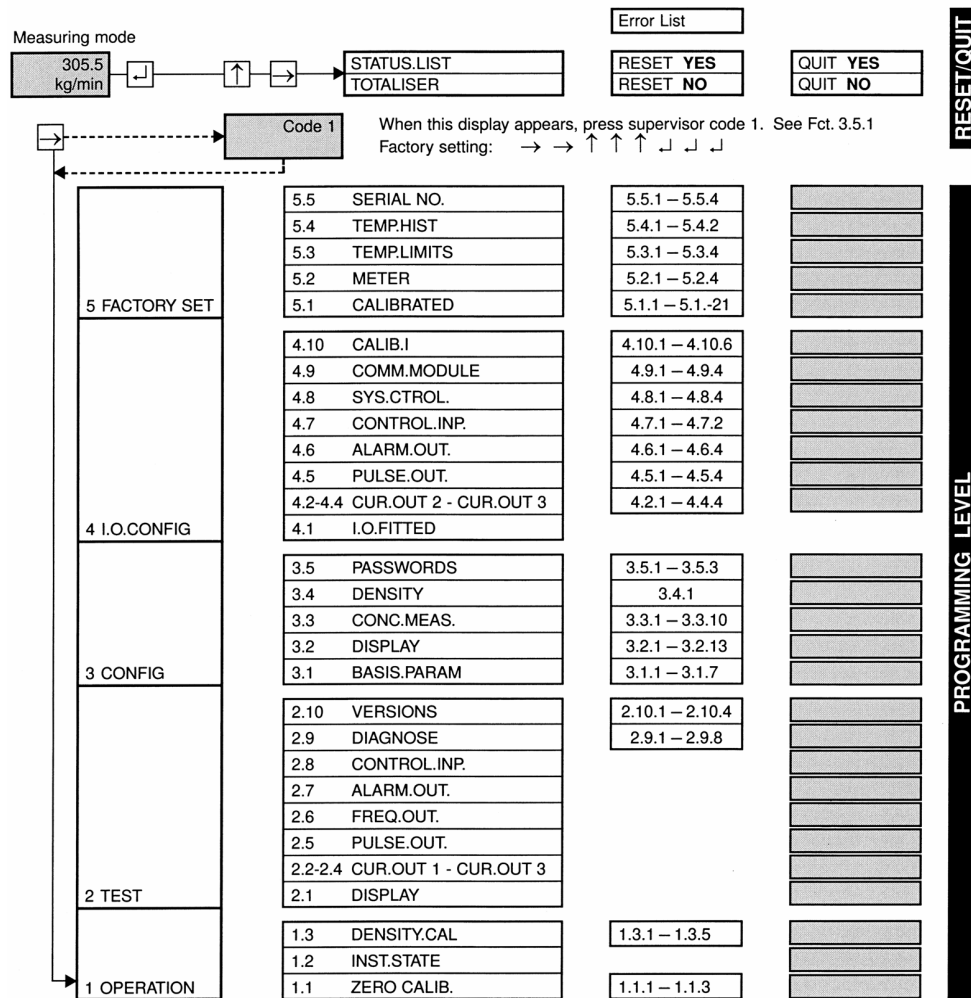 Error List
Measuring mode
305.5
kg/min
STATUS.LIST
TOTALISER
RESET YES
RESET NO
QUIT YES
QUIT NO
RESET/QUIT
Code 1
When this display appears, press supervisor code 1. See Fct. 3.5.1
Factory setting: → → ↑ ↑ ↑ ↵ ↵ ↵
5.5 SERIAL NO. 5.5.1 – 5.5.4
5.4 TEMP.HIST 5.4.1 – 5.4.2
5.3 TEMP.LIMITS 5.3.1 – 5.3.4
5.2 METER 5.2.1 – 5.2.4
5 FACTORY SET 5.1 CALIBRATED 5.1.1 – 5.1.-21
4.10 CALIB.I 4.10.1 – 4.10.6
4.9 COMM.MODULE 4.9.1 – 4.9.4
4.8 SYS.CTROL. 4.8.1 – 4.8.4
4.7 CONTROL.INP. 4.7.1 – 4.7.2
4.6 ALARM.OUT. 4.6.1 – 4.6.4
4.5 PULSE.OUT. 4.5.1 – 4.5.4
4.2-4.4 CUR.OUT 2 - CUR.OUT 3 4.2.1 – 4.4.4
4 I.O.CONFIG 4.1 I.O.FITTED
3.5 PASSWORDS 3.5.1 – 3.5.3
3.4 DENSITY 3.4.1
3.3 CONC.MEAS. 3.3.1 – 3.3.10
3.2 DISPLAY 3.2.1 – 3.2.13
3 CONFIG 3.1 BASIS.PARAM 3.1.1 – 3.1.7
2.10 VERSIONS 2.10.1 – 2.10.4
2.9 DIAGNOSE 2.9.1 – 2.9.8
2.8 CONTROL.INP.
2.7 ALARM.OUT.
2.6 FREQ.OUT.
2.5 PULSE.OUT.
2.2-2.4 CUR.OUT 1 - CUR.OUT 3
2 TEST 2.1 DISPLAY
1.3 DENSITY.CAL 1.3.1 – 1.3.5
1.2 INST.STATE
1 OPERATION 1.1 ZERO CALIB. 1.1.1 – 1.1.3
PROGRAMMING LEVEL